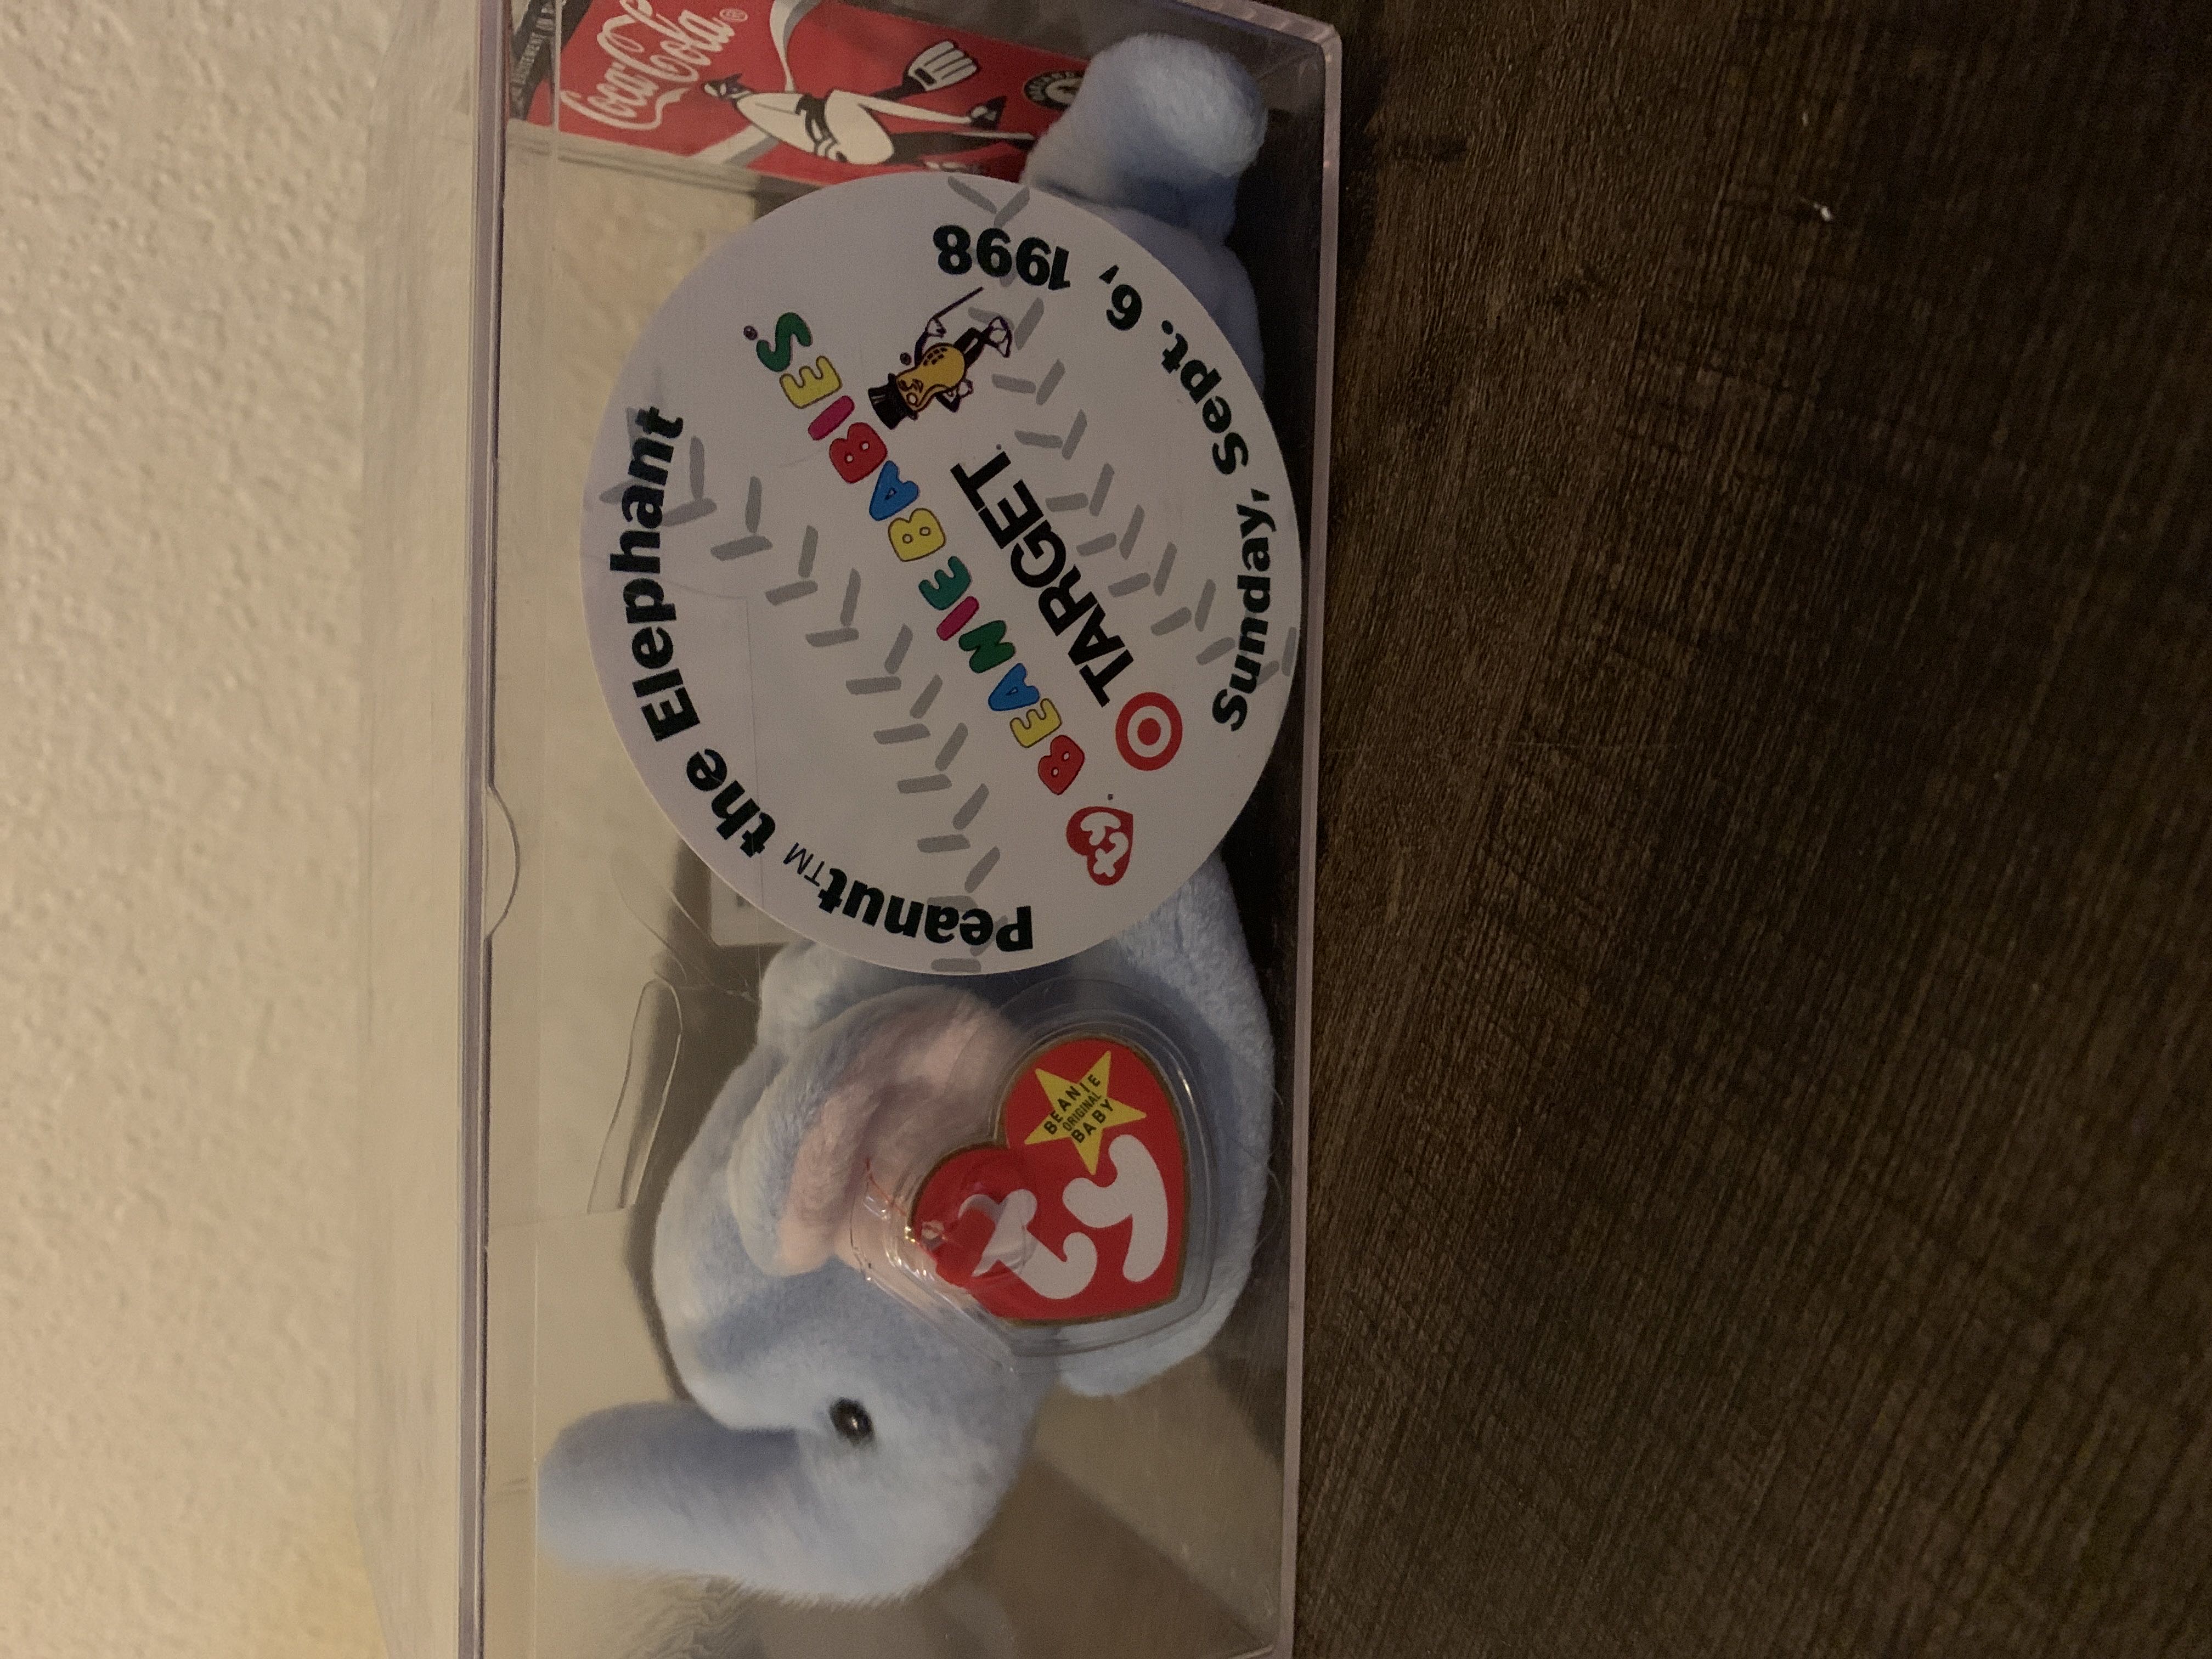 Peanut™ the Elephant
ty BEANIE BABIES®
TARGET
Sunday, Sept. 6, 1998
ty
BEANIE
ORIGINAL
BABY
Coca-Cola®